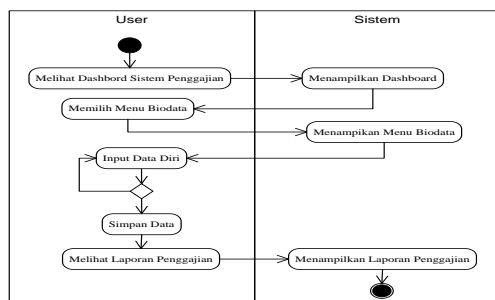 User
Sistem
Melihat Dashbord Sistem Penggajian
Menampilkan Dashboard
Memilih Menu Biodata
Menampikan Menu Biodata
Input Data Diri
Simpan Data
Melihat Laporan Penggajian
Menampilkan Laporan Penggajian